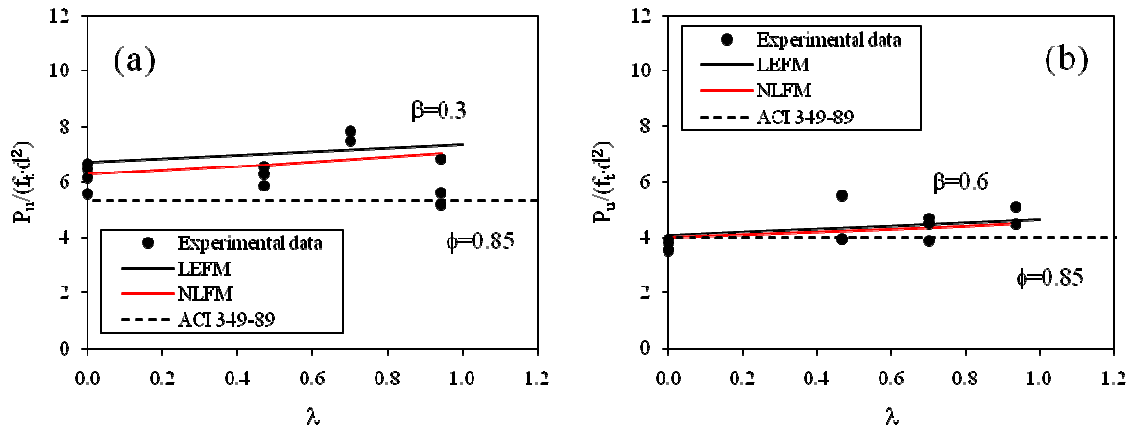 (a)
β=0.3
ϕ=0.85
Experimental data
LEFM
NLFM
ACI 349-89
12
10
8
6
4
2
0
0.0 0.2 0.4 0.6 0.8 1.0 1.2
λ
Pn/(ft·d²)
(b)
Experimental data
LEFM
NLFM
ACI 349-89
β=0.6
ϕ=0.85
12
10
8
6
4
2
0
0.0 0.2 0.4 0.6 0.8 1.0 1.2
λ
Pu/(ft·d²)